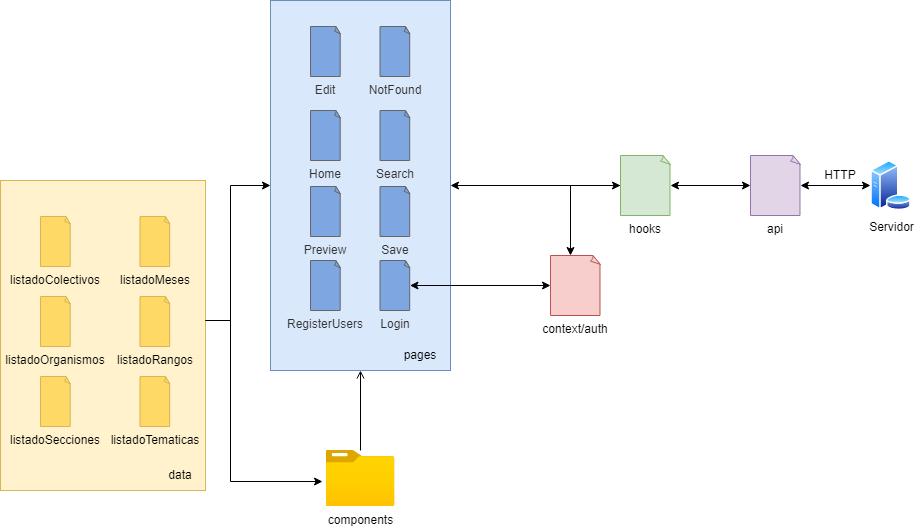 Edit
NotFound
Home
Search
Preview
Save
RegisterUsers
Login
pages
listadoColectivos
listadoMeses
listadoOrganismos
listadoRangos
listadoSecciones
listadoTematicas
data
components
hooks
context/auth
api
HTTP
Servidor